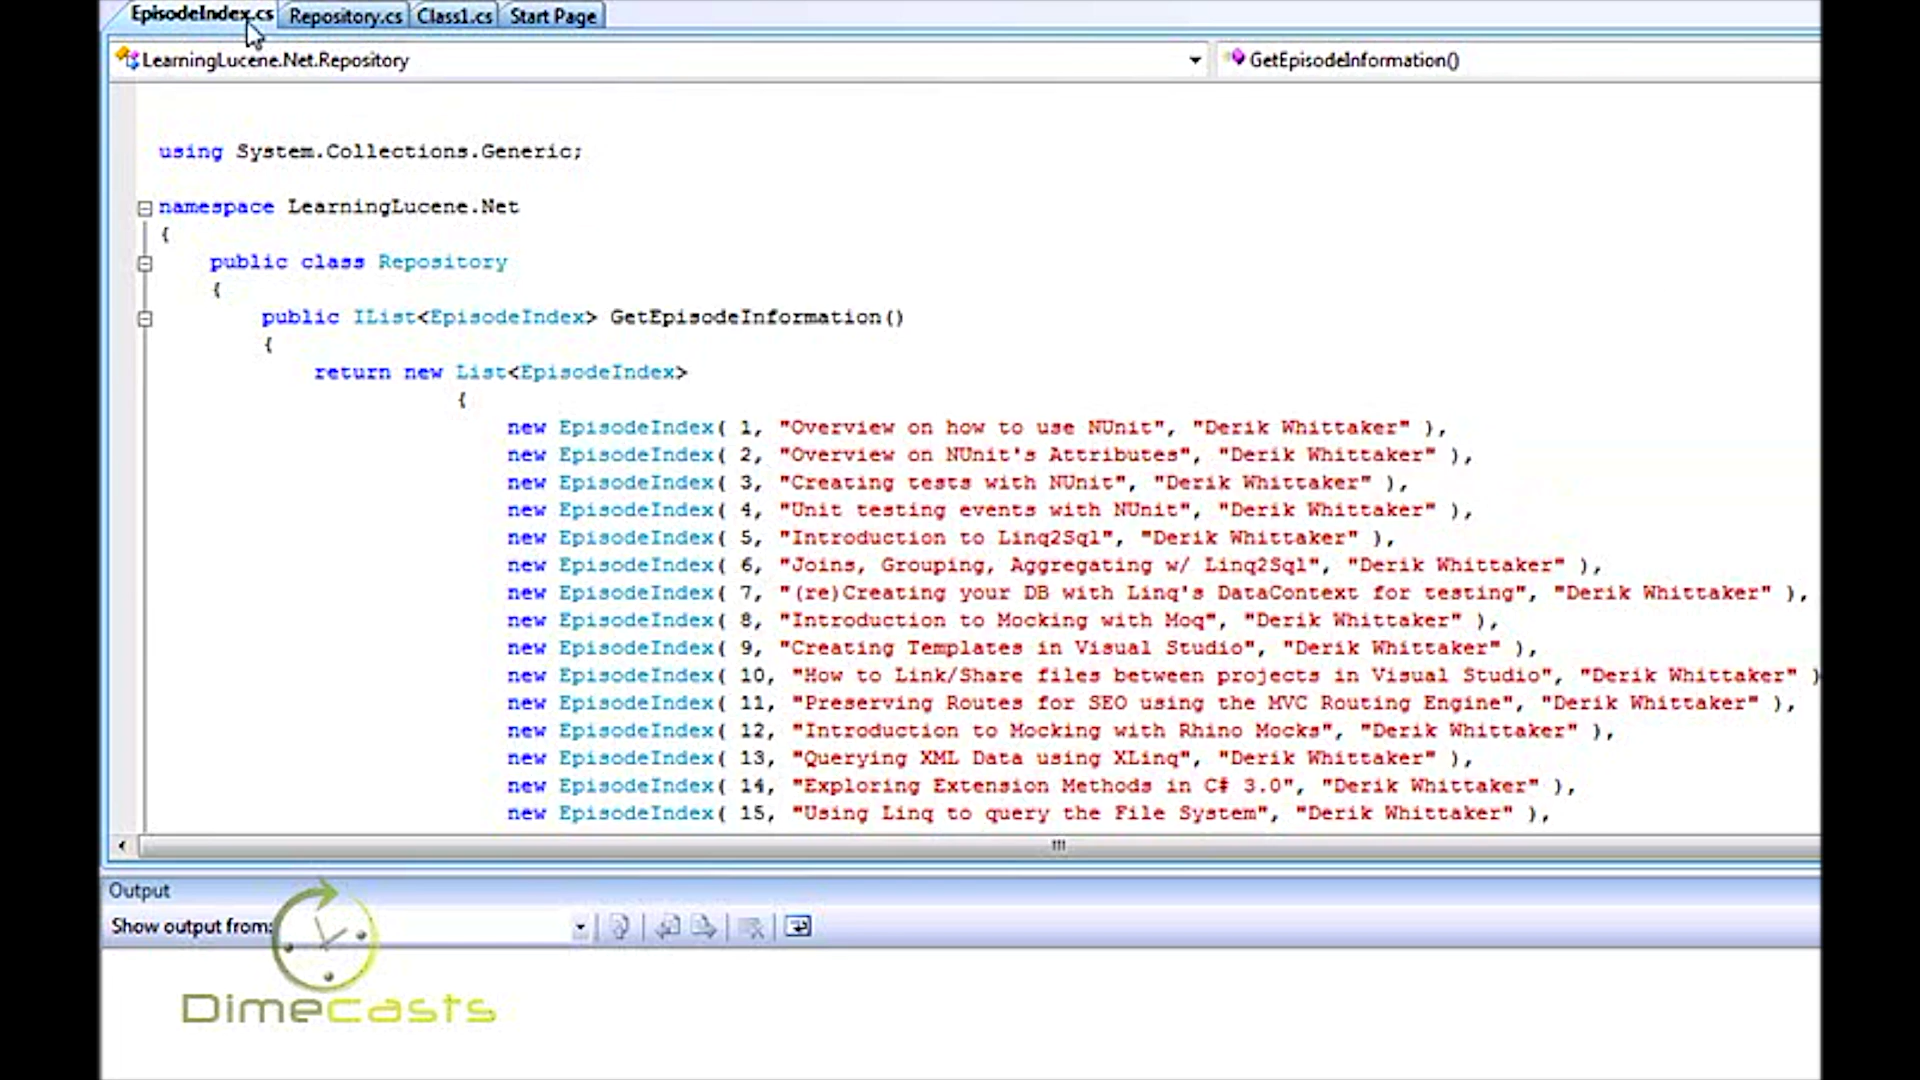 EpisodeIndex.cs Repository.cs Class1.cs Start Page
LearningLucene.Net.Repository GetEpisodeInformation()
using System.Collections.Generic;
namespace LearningLucene.Net
{
public class Repository
{
public IList<EpisodeIndex> GetEpisodeInformation()
{
return new List<EpisodeIndex>
{
new EpisodeIndex( 1, "Overview on how to use NUnit", "Derik Whittaker" ),
new EpisodeIndex( 2, "Overview on NUnit's Attributes", "Derik Whittaker" ),
new EpisodeIndex( 3, "Creating tests with NUnit", "Derik Whittaker" ),
new EpisodeIndex( 4, "Unit testing events with NUnit", "Derik Whittaker" ),
new EpisodeIndex( 5, "Introduction to Linq2Sql", "Derik Whittaker" ),
new EpisodeIndex( 6, "Joins, Grouping, Aggregating w/ Linq2Sql", "Derik Whittaker" ),
new EpisodeIndex( 7, "(re)Creating your DB with Linq's DataContext for testing", "Derik Whittaker" ),
new EpisodeIndex( 8, "Introduction to Mocking with Moq", "Derik Whittaker" ),
new EpisodeIndex( 9, "Creating Templates in Visual Studio", "Derik Whittaker" ),
new EpisodeIndex( 10, "How to Link/Share files between projects in Visual Studio", "Derik Whittaker" )
new EpisodeIndex( 11, "Preserving Routes for SEO using the MVC Routing Engine", "Derik Whittaker" ),
new EpisodeIndex( 12, "Introduction to Mocking with Rhino Mocks", "Derik Whittaker" ),
new EpisodeIndex( 13, "Querying XML Data using XLinq", "Derik Whittaker" ),
new EpisodeIndex( 14, "Exploring Extension Methods in C# 3.0", "Derik Whittaker" ),
new EpisodeIndex( 15, "Using Linq to query the File System", "Derik Whittaker" ),
Output
Show output from:
Dimecasts